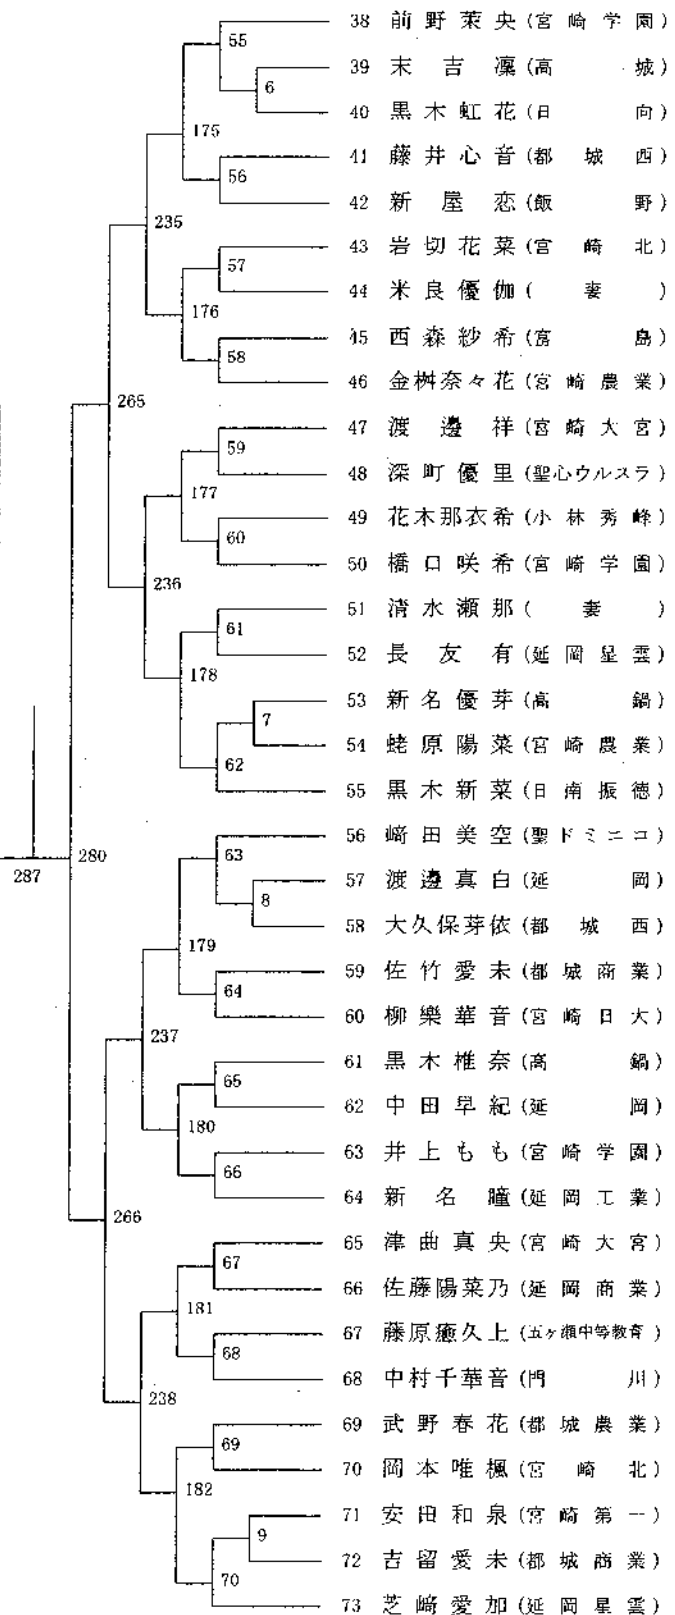 38 前野茉央(宮崎学園)
39 末吉凜(高城)
40 黒木虹花(日向)
41 藤井心音(都城西)
42 新屋恋(飯野)
43 岩切花菜(宮崎北)
44 米良優伽(妻)
45 西森紗希(宮島)
46 金桝奈々花(宮崎農業)
47 渡邊祥(宮崎大宮)
48 深町優里(聖心ウルスラ)
49 花木那衣希(小林秀峰)
50 橋口咲希(宮崎学園)
51 清水瀬那(妻)
52 長友有(延岡星雲)
53 新名優芽(高鍋)
54 蛯原陽菜(宮崎農業)
55 黒木新菜(日南振徳)
56 﨑田美空(聖ドミニコ)
57 渡邉真白(延岡)
58 大久保芽依(都城西)
59 佐竹愛未(都城商業)
60 柳樂華音(宮崎日大)
61 黒木椎奈(高鍋)
62 中田早紀(延岡)
63 井上もも(宮崎学園)
64 新名瞳(延岡工業)
65 津曲真央(宮崎大宮)
66 佐藤陽菜乃(延岡商業)
67 藤原癒久上(五ヶ瀬中等教育)
68 中村千華音(門川)
69 武野春花(都城農業)
70 岡本唯楓(宮崎北)
71 安田和泉(宮崎第一)
72 吉留愛未(都城商業)
73 芝﨑愛加(延岡星雲)
55
6
175
56
235
57
176
58
265
59
177
60
236
61
178
7
62
280
287
63
8
179
64
237
65
180
66
266
67
181
68
238
69
182
9
70